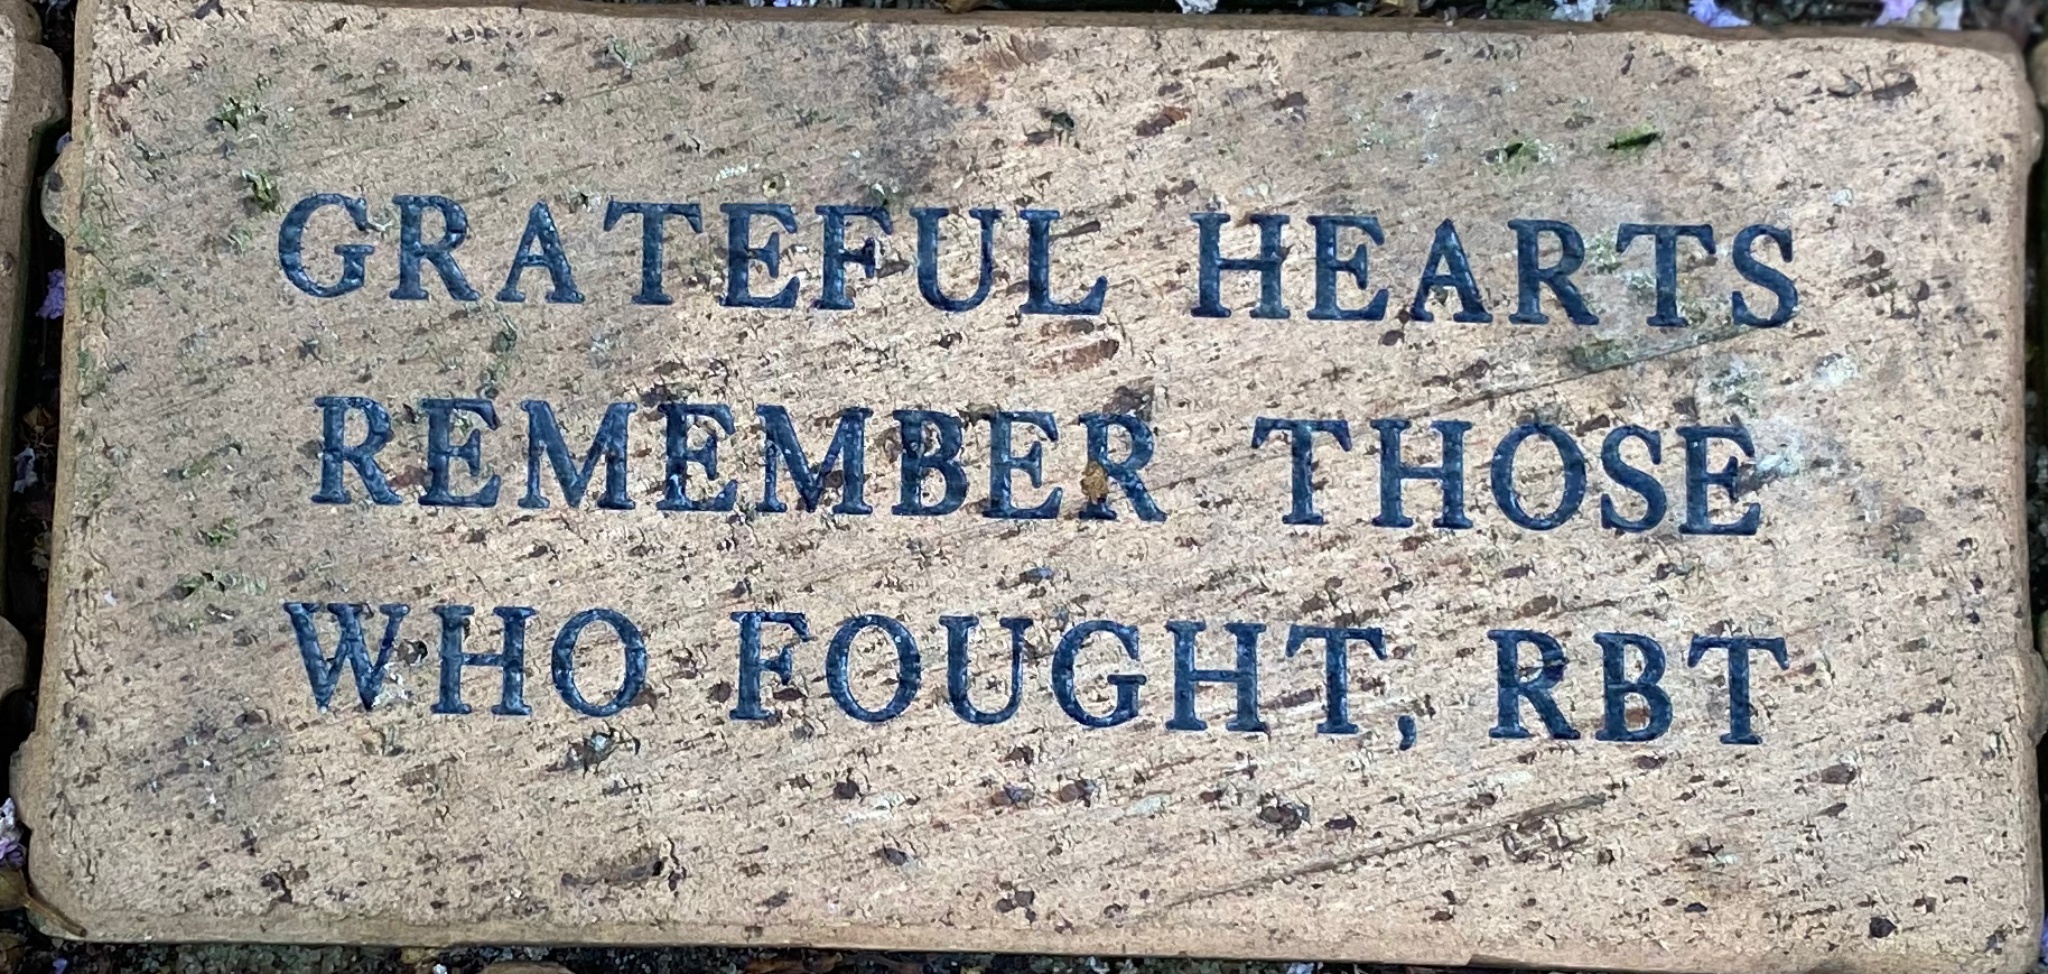 GRATEFUL HEARTS
REMEMBER THOSE
WHO FOUGHT, RBT